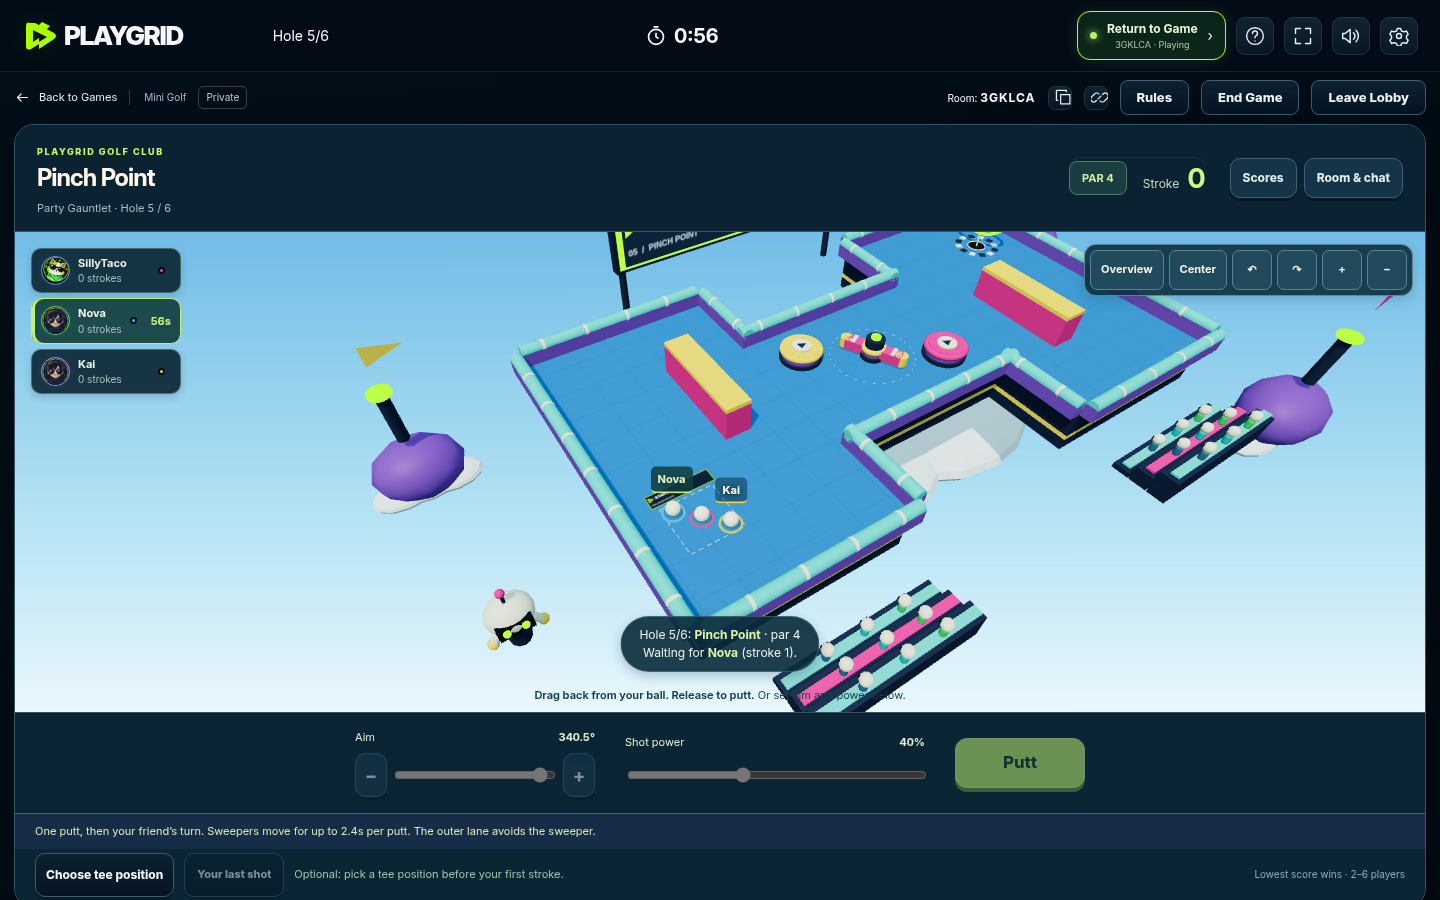 PLAYGRID
Hole 5/6
0:56
Return to Game
3GKLCA · Playing
Back to Games
Mini Golf
Private
Room: 3GKLCA
Rules
End Game
Leave Lobby
PLAYGRID GOLF CLUB
Pinch Point
Party Gauntlet · Hole 5 / 6
PAR 4
Stroke 0
Scores
Room & chat
SillyTaco
0 strokes
Nova
0 strokes
56s
Kai
0 strokes
05 / PINCH POINT
Overview
Center
↶
↷
+
−
Nova
Kai
Hole 5/6: Pinch Point · par 4
Waiting for Nova (stroke 1).
Drag back from your ball. Release to putt. Or set aim and power below.
Aim
340.5°
−
+
Shot power
40%
Putt
One putt, then your friend’s turn. Sweepers move for up to 2.4s per putt. The outer lane avoids the sweeper.
Choose tee position
Your last shot
Optional: pick a tee position before your first stroke.
Lowest score wins · 2–6 players